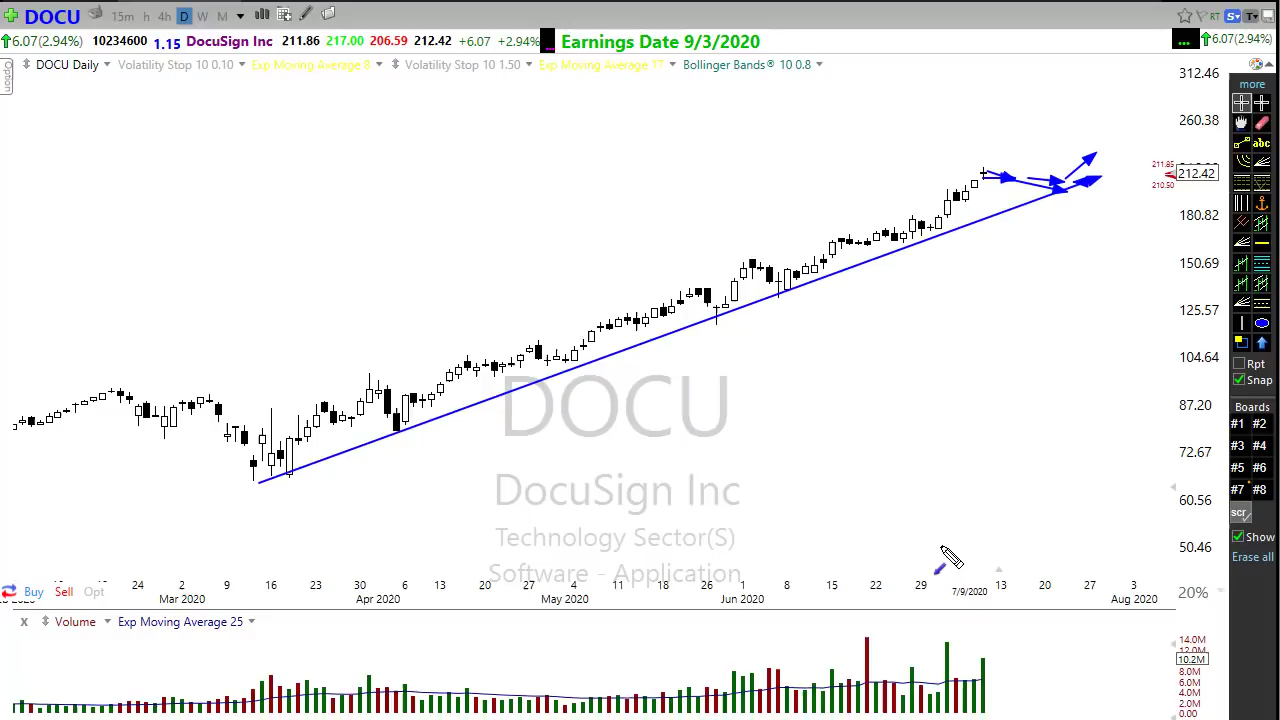 DOCU 15m h 4h D W M RT S T
6.07(2.94%) 10234600 1.15 DocuSign Inc 211.86 217.00 206.59 212.42 +6.07 +2.94% ... Earnings Date 9/3/2020 ... 6.07(2.94%)
Option
DOCU Daily Volatility Stop 10 0.10 Exp Moving Average 8 Volatility Stop 10 1.50 Exp Moving Average 17 Bollinger Bands® 10 0.8
312.46
more
260.38
abc
211.85
212.42
210.50
180.82
150.69
125.57
104.64
Rpt
Snap
87.20
Boards
#1 #2
#3 #4
#5 #6
#7 #8
scr
Show
Erase all
72.67
60.56
50.46
DOCU
DocuSign Inc
Technology Sector(S)
Software - Application
24 2 9 16 23 30 6 13 20 27 4 11 18 26 1 8 15 22 29 13 20 27 3
Buy Sell Opt 7/9/2020 20%
2020 Mar 2020 Apr 2020 May 2020 Jun 2020 Aug 2020
X Volume Exp Moving Average 25
14.0M
12.0M
10.2M
8.0M
6.0M
4.0M
2.0M
0.00